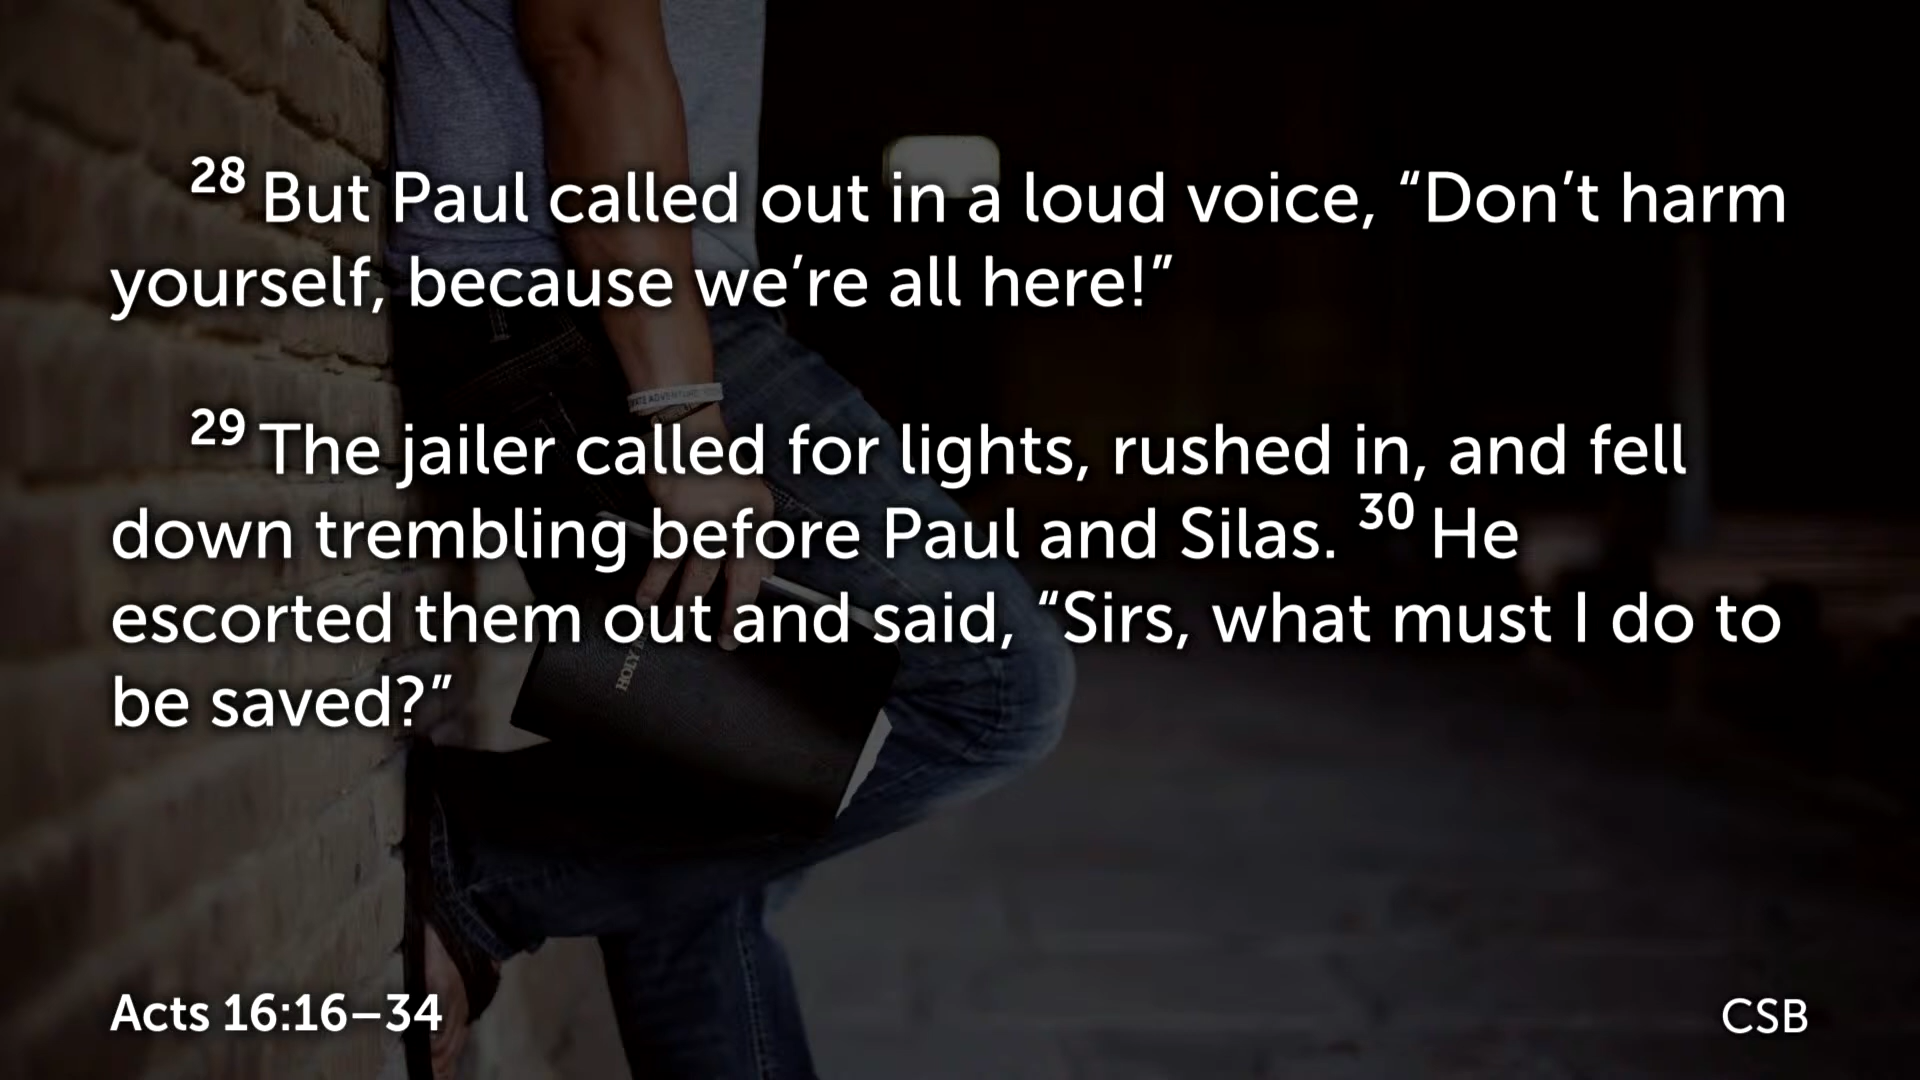 28 But Paul called out in a loud voice, “Don’t harm
yourself, because we’re all here!”
29 The jailer called for lights, rushed in, and fell
down trembling before Paul and Silas. 30 He
escorted them out and said, “Sirs, what must I do to
be saved?”
HOLY
Acts 16:16–34
CSB